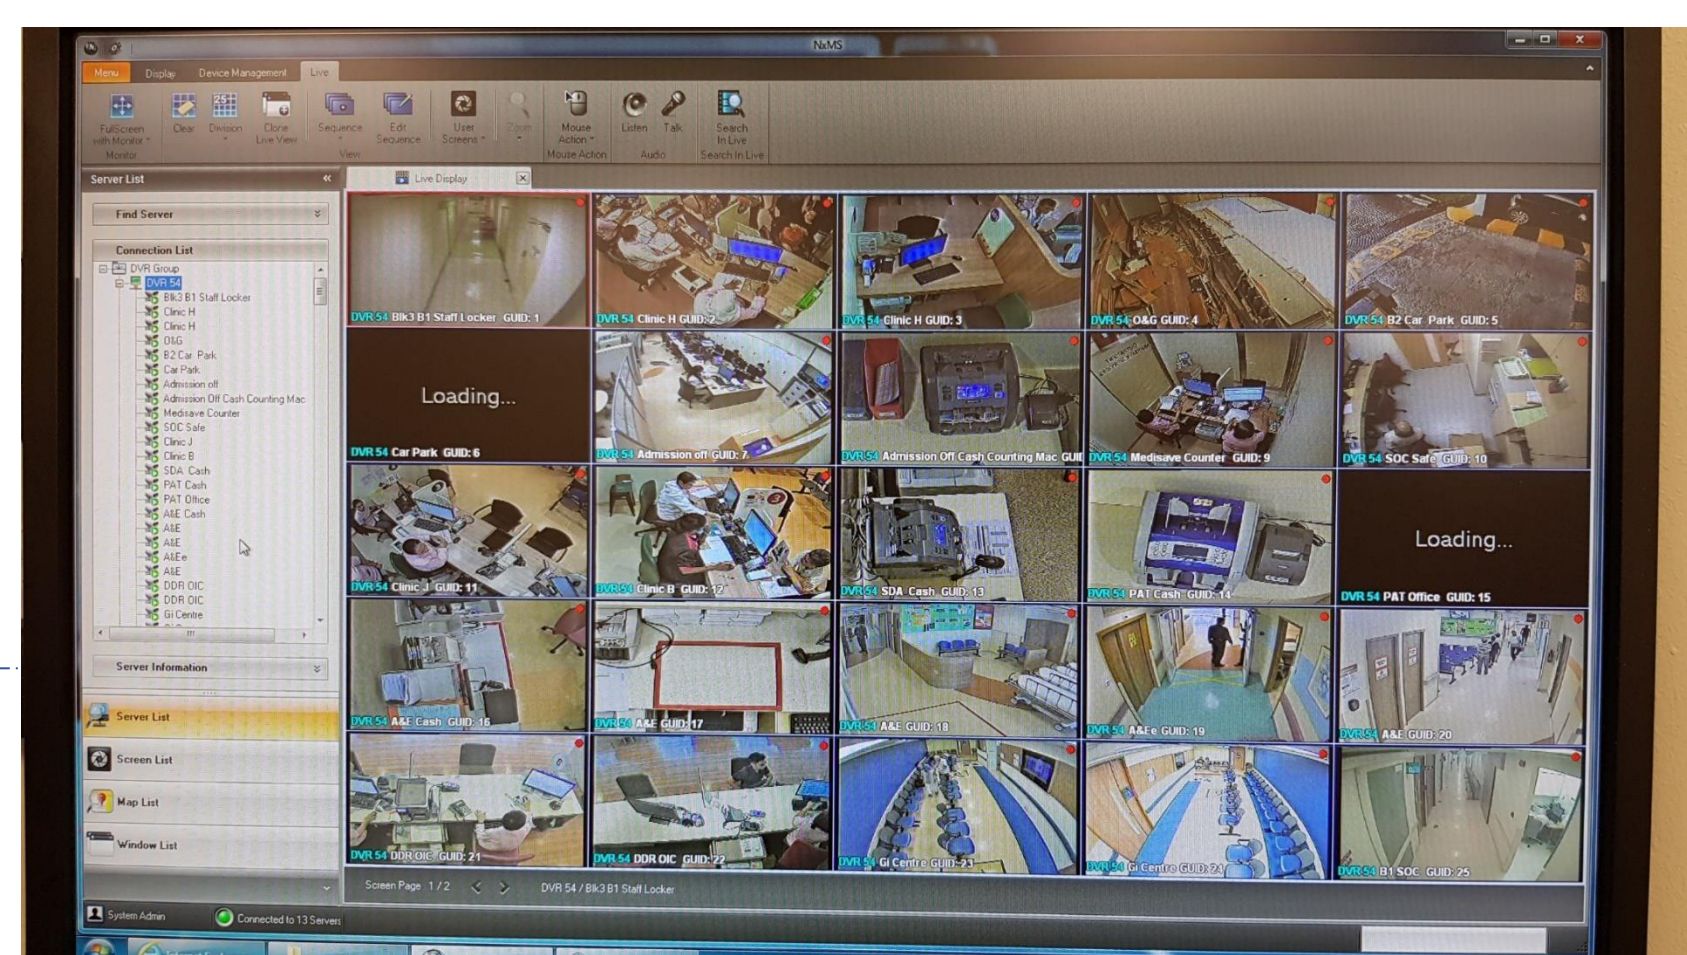 NxMS
Menu Display Device Management Live
25
FullScreen with Monitor
Clear
Division
Clone Live View
Sequence
Edit Sequence
User Screens
Zoom
Mouse Action
Listen
Talk
Search In Live
Monitor
View
Mouse Action
Audio
Search In Live
Server List
Live Display
Find Server
Connection List
DVR Group
DVR 54
Blk3 B1 Staff Locker
Clinic H
Clinic H
O&G
B2 Car Park
Car Park
Admission off
Admission Off Cash Counting Mac
Medisave Counter
SOC Safe
Clinic J
Clinic B
SDA Cash
PAT Cash
PAT Office
A&E Cash
A&E
A&E
A&Ee
A&E
DDR OIC
DDR OIC
Gi Centre
Server Information
Server List
Screen List
Map List
Window List
DVR 54 Blk3 B1 Staff Locker GUID: 1
DVR 54 Clinic H GUID: 2
DVR 54 Clinic H GUID: 3
DVR 54 O&G GUID: 4
DVR 54 B2 Car Park GUID: 5
Loading...
DVR 54 Car Park GUID: 6
DVR 54 Admission off GUID: 7
DVR 54 Admission Off Cash Counting Mac GUI
DVR 54 Medisave Counter GUID: 9
DVR 54 SOC Safe GUID: 10
DVR 54 Clinic J GUID: 11
DVR 54 Clinic B GUID: 12
DVR 54 SDA Cash GUID: 13
DVR 54 PAT Cash GUID: 14
Loading...
DVR 54 PAT Office GUID: 15
DVR 54 A&E Cash GUID: 16
DVR 54 A&E GUID: 17
DVR 54 A&E GUID: 18
DVR 54 A&Ee GUID: 19
DVR 54 A&E GUID: 20
DVR 54 DDR OIC GUID: 21
DVR 54 DDR OIC GUID: 22
DVR 54 Gi Centre GUID: 23
DVR 54 Gi Centre GUID: 24
DVR 54 B1 SOC GUID: 25
Screen Page 1 / 2
DVR 54 / Blk3 B1 Staff Locker
System Admin
Connected to 13 Servers